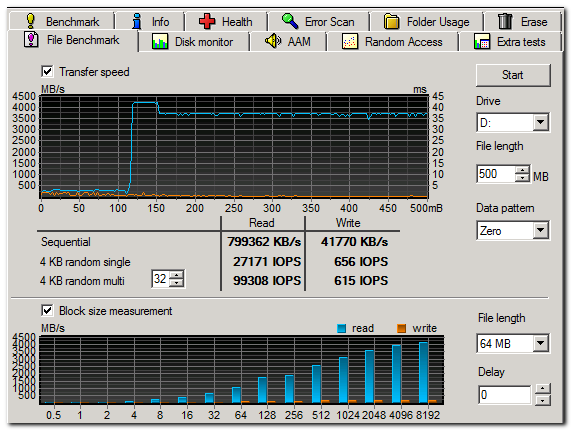 Benchmark Info Health Error Scan Folder Usage Erase
File Benchmark Disk monitor AAM Random Access Extra tests
Transfer speed
MB/s ms
4500 45
4000 40
3500 35
3000 30
2500 25
2000 20
1500 15
1000 10
500 5
0 50 100 150 200 250 300 350 400 450 500mB
Read Write
Sequential 799362 KB/s 41770 KB/s
4 KB random single 27171 IOPS 656 IOPS
4 KB random multi 32 99308 IOPS 615 IOPS
Start
Drive
D:
File length
500 MB
Data pattern
Zero
Block size measurement
MB/s read write
4500
4000
3500
3000
2500
2000
1500
1000
500
0.5 1 2 4 8 16 32 64 128 256 512 1024 2048 4096 8192
File length
64 MB
Delay
0